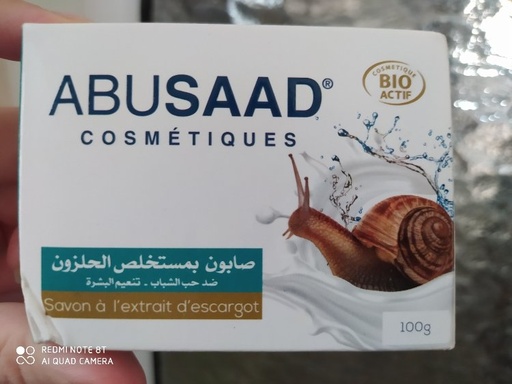 ABUSAAD®
COSMÉTIQUES
COSMETIQUE
BIO
ACTIF
صابون بمستخلص الحلزون
ضد حب الشباب - تنعيم البشرة
Savon à l'extrait d'escargot
100g
REDMI NOTE 8T
AI QUAD CAMERA